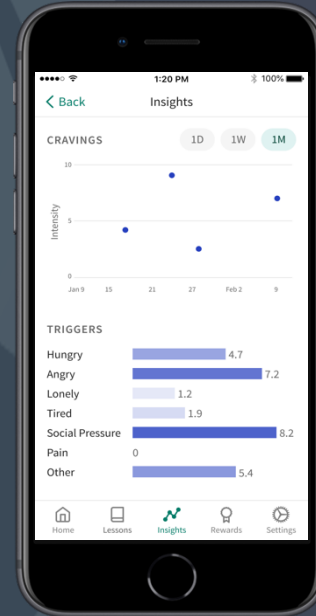 1:20 PM 100%
Back Insights
CRAVINGS 1D 1W 1M
10
Intensity
5
0
Jan 9 15 21 27 Feb 2 9
TRIGGERS
Hungry 4.7
Angry 7.2
Lonely 1.2
Tired 1.9
Social Pressure 8.2
Pain 0
Other 5.4
Home Lessons Insights Rewards Settings